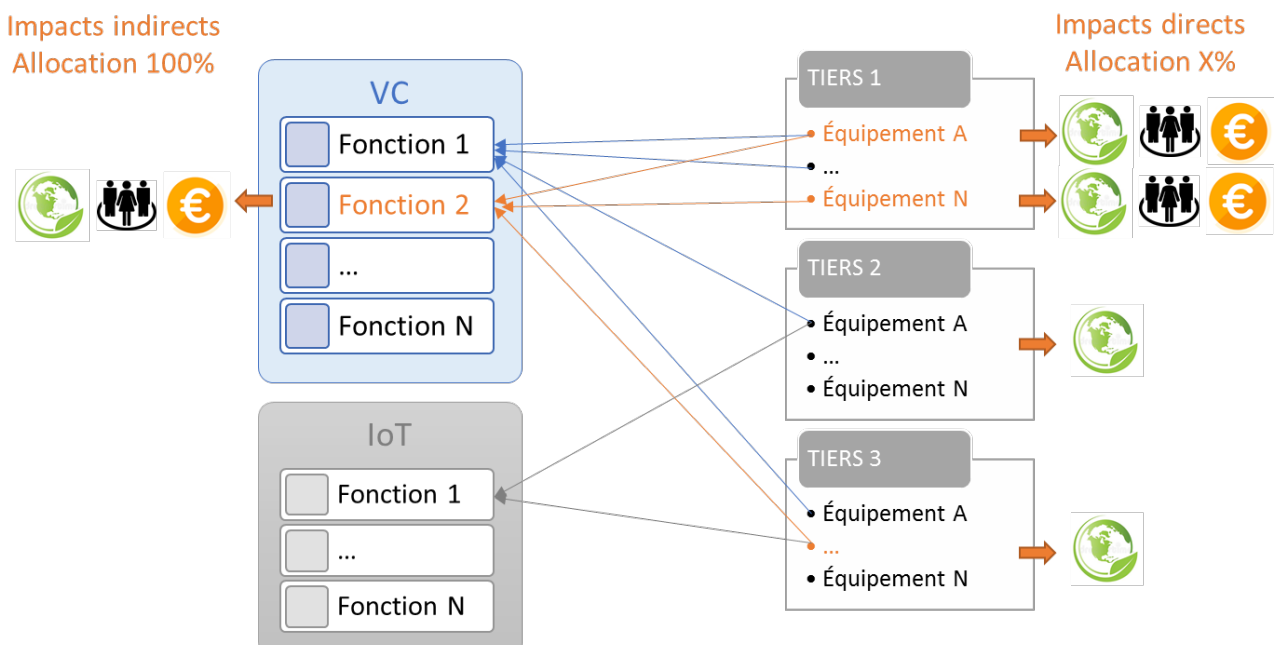 Impacts indirects
Allocation 100%
VC
Fonction 1
Fonction 2
...
Fonction N
IoT
Fonction 1
...
Fonction N
Impacts directs
Allocation X%
TIERS 1
• Équipement A
• ...
• Équipement N
TIERS 2
• Équipement A
• ...
• Équipement N
TIERS 3
• Équipement A
• ...
• Équipement N
€
€
€